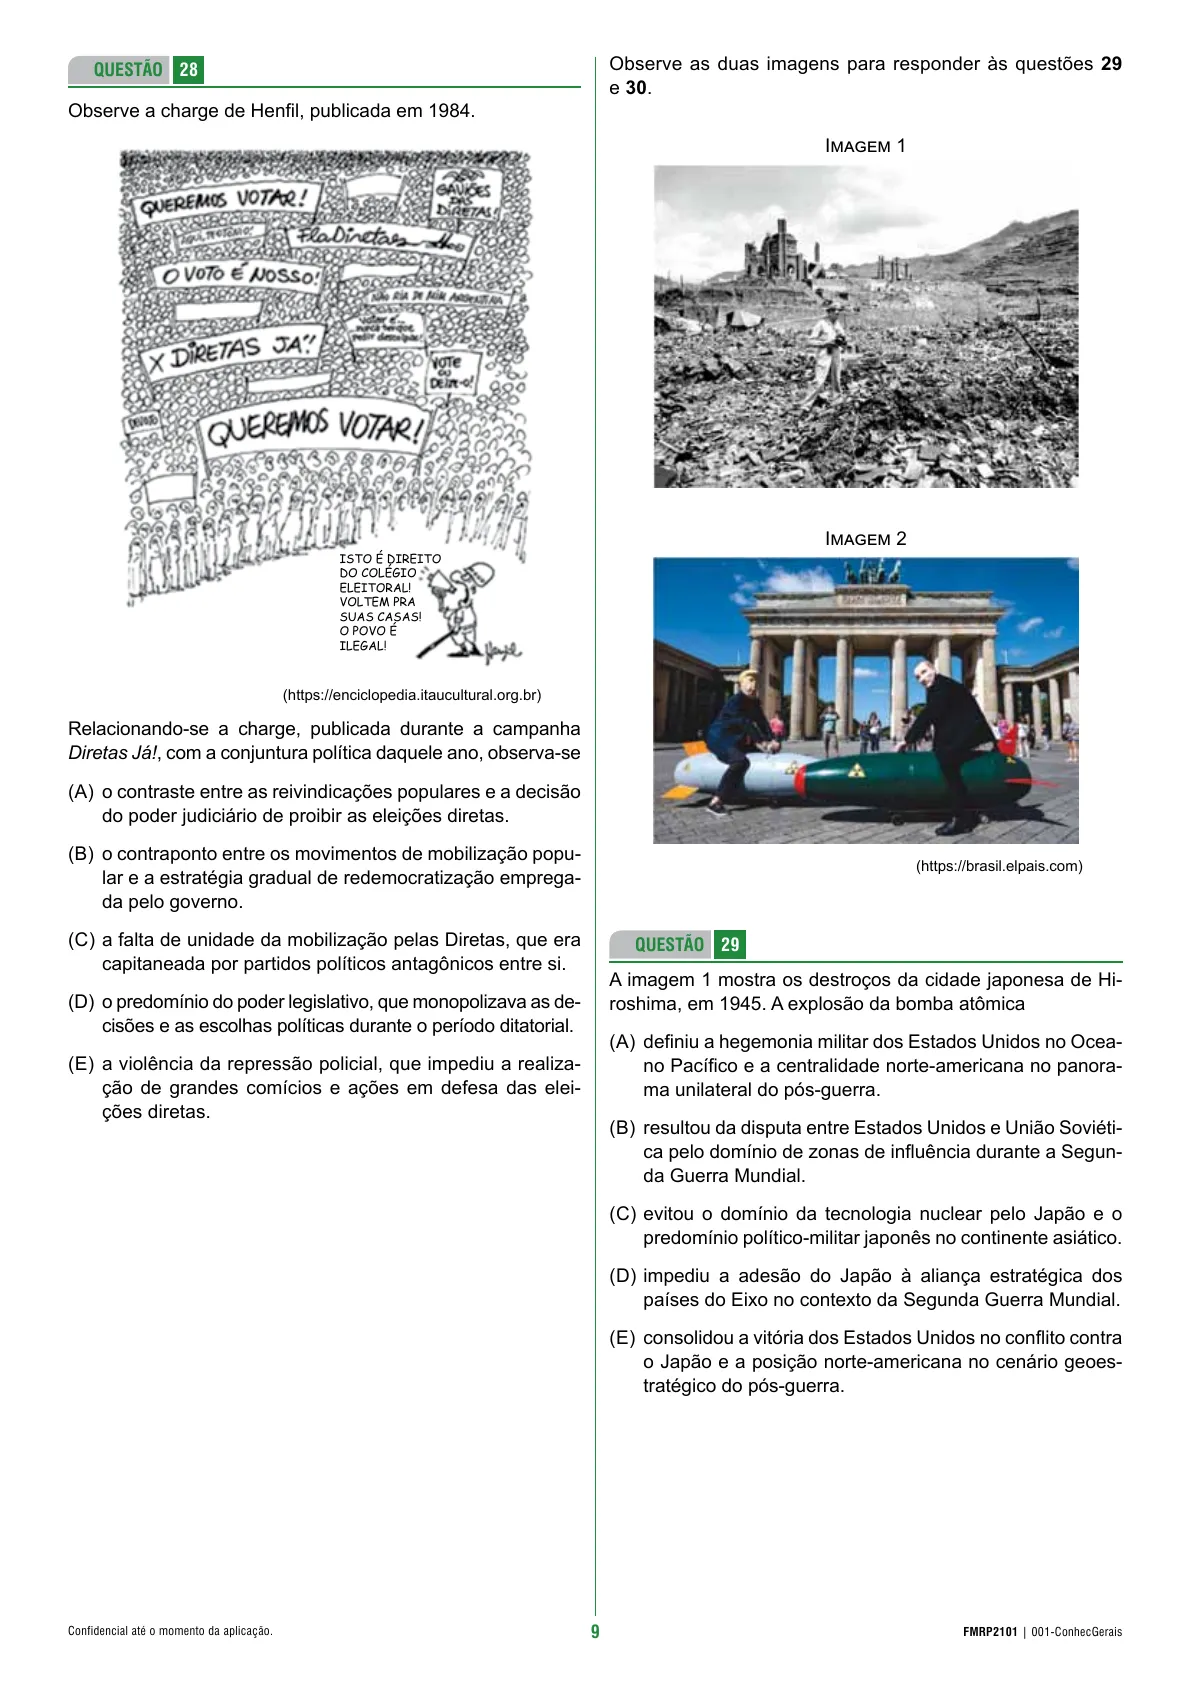 QUESTÃO 28
Observe a charge de Henfil, publicada em 1984.
QUEREMOS VOTAR!
GAVIÕES
DAS
DIRETAS!
FlaDiretas
O VOTO É NOSSO!
NÃO RIA DE MIM ARGENTINA
X DIRETAS JÁ!
VOTE
OU
DEIXE-O!
QUEREMOS VOTAR!
ISTO É DIREITO
DO COLÉGIO
ELEITORAL!
VOLTEM PRA
SUAS CASAS!
O POVO É
ILEGAL!
Henfil
(https://enciclopedia.itaucultural.org.br)
Relacionando-se a charge, publicada durante a campanha
Diretas Já!, com a conjuntura política daquele ano, observa-se
(A) o contraste entre as reivindicações populares e a decisão
do poder judiciário de proibir as eleições diretas.
(B) o contraponto entre os movimentos de mobilização popu-
lar e a estratégia gradual de redemocratização emprega-
da pelo governo.
(C) a falta de unidade da mobilização pelas Diretas, que era
capitaneada por partidos políticos antagônicos entre si.
(D) o predomínio do poder legislativo, que monopolizava as de-
cisões e as escolhas políticas durante o período ditatorial.
(E) a violência da repressão policial, que impediu a realiza-
ção de grandes comícios e ações em defesa das elei-
ções diretas.
Observe as duas imagens para responder às questões 29
e 30.
IMAGEM 1
IMAGEM 2
(https://brasil.elpais.com)
QUESTÃO 29
A imagem 1 mostra os destroços da cidade japonesa de Hi-
roshima, em 1945. A explosão da bomba atômica
(A) definiu a hegemonia militar dos Estados Unidos no Ocea-
no Pacífico e a centralidade norte-americana no panora-
ma unilateral do pós-guerra.
(B) resultou da disputa entre Estados Unidos e União Soviéti-
ca pelo domínio de zonas de influência durante a Segun-
da Guerra Mundial.
(C) evitou o domínio da tecnologia nuclear pelo Japão e o
predomínio político-militar japonês no continente asiático.
(D) impediu a adesão do Japão à aliança estratégica dos
países do Eixo no contexto da Segunda Guerra Mundial.
(E) consolidou a vitória dos Estados Unidos no conflito contra
o Japão e a posição norte-americana no cenário geoes-
tratégico do pós-guerra.
Confidencial até o momento da aplicação.
9
FMRP2101 | 001-ConhecGerais